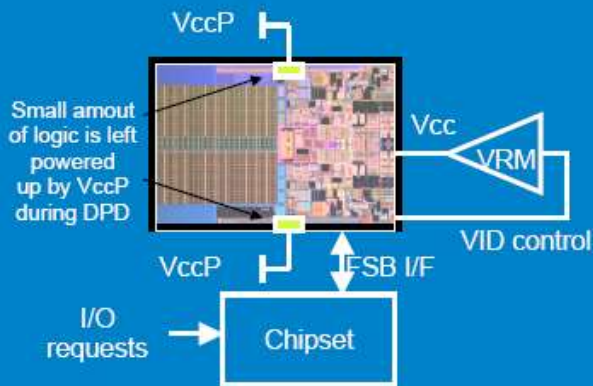 VccP
Small amout
of logic is left
powered
up by VccP
during DPD
Vcc
VRM
VID control
VccP
FSB I/F
I/O
requests
Chipset